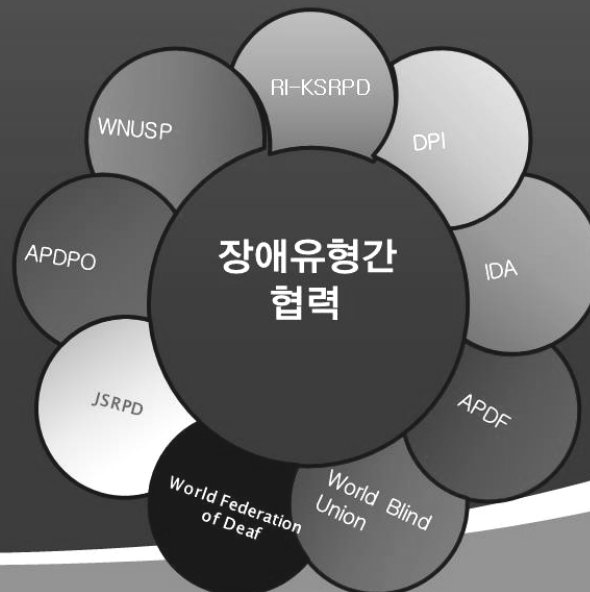 RI-KSRPD
WNUSP
DPI
장애유형간
협력
APDPO
IDA
JSRPD
APDF
World Federation
of Deaf
World Blind
Union